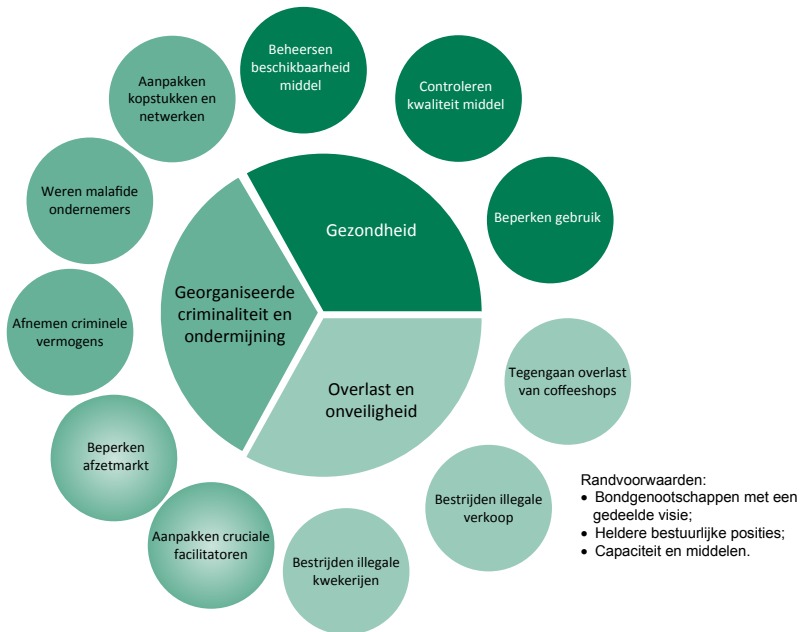 Beheersen
beschikbaarheid
middel
Controleren
kwaliteit middel
Aanpakken
kopstukken en
netwerken
Weren malafide
ondernemers
Beperken gebruik
Gezondheid
Georganiseerde
criminaliteit en
ondermijning
Afnemen criminele
vermogens
Overlast en
onveiligheid
Tegengaan overlast
van coffeeshops
Beperken
afzetmarkt
Bestrijden illegale
verkoop
Aanpakken cruciale
facilitatoren
Bestrijden illegale
kwekerijen
Randvoorwaarden:
• Bondgenootschappen met een
gedeelde visie;
• Heldere bestuurlijke posities;
• Capaciteit en middelen.